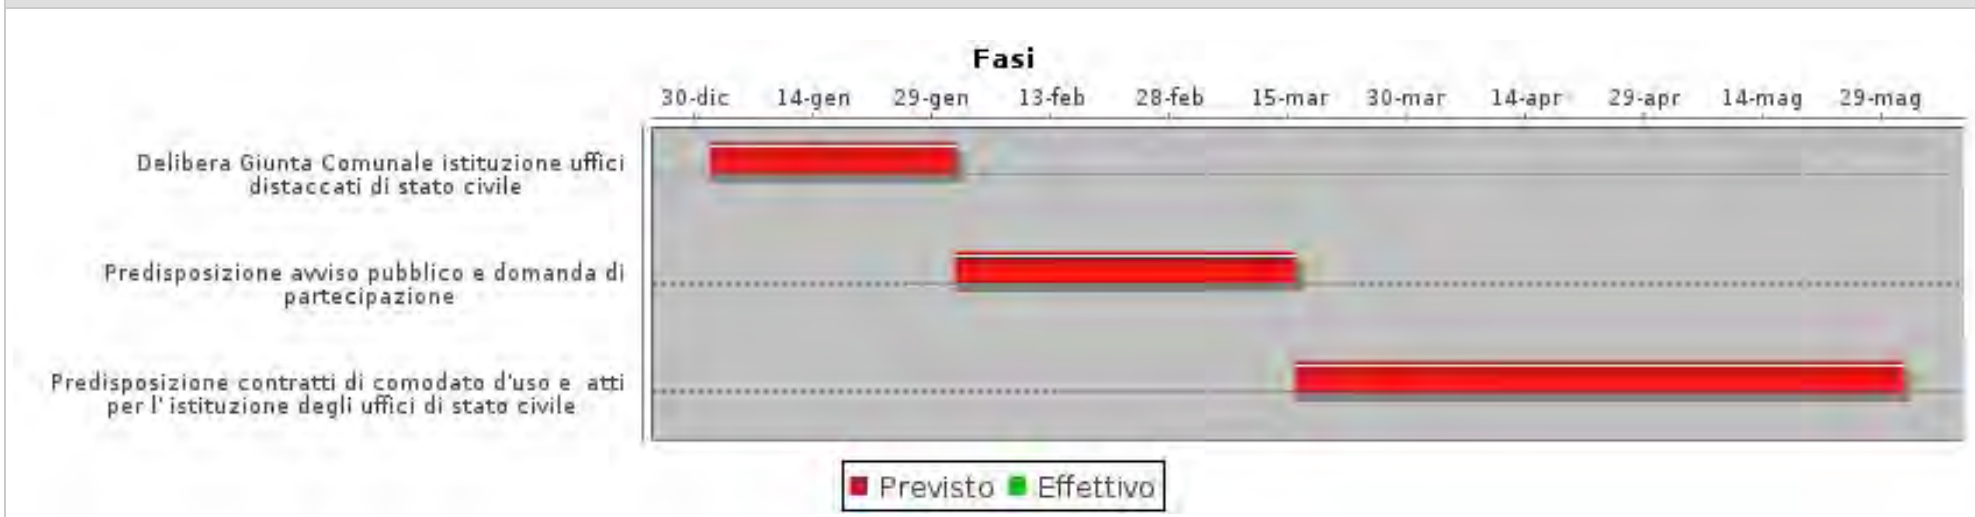 Fasi
30-dic 14-gen 29-gen 13-feb 28-feb 15-mar 30-mar 14-apr 29-apr 14-mag 29-mag
Delibera Giunta Comunale istituzione uffici
distaccati di stato civile
Predisposizione avviso pubblico e domanda di
partecipazione
Predisposizione contratti di comodato d'uso e atti
per l' istituzione degli uffici di stato civile
Previsto Effettivo